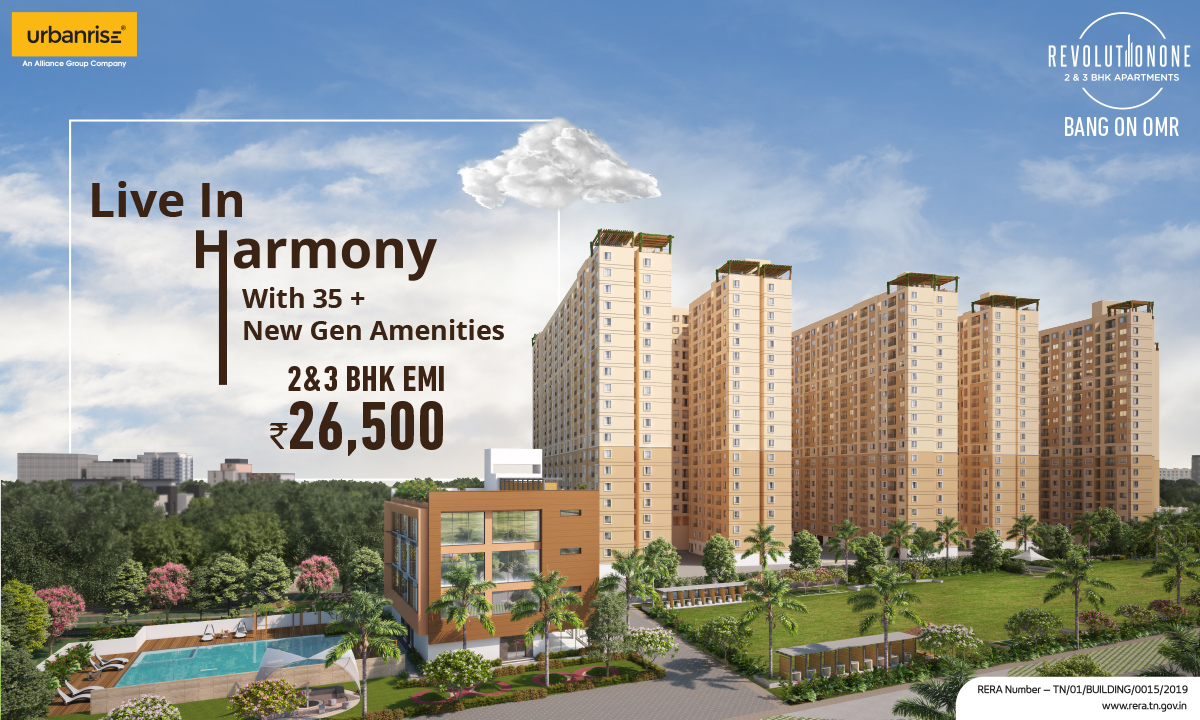 urbanrise®
An Alliance Group Company
REVOLUTIONONE
2 & 3 BHK APARTMENTS
BANG ON OMR
Live In
Harmony
With 35 +
New Gen Amenities
2&3 BHK EMI
₹26,500
RERA Number – TN/01/BUILDING/0015/2019
www.rera.tn.gov.in